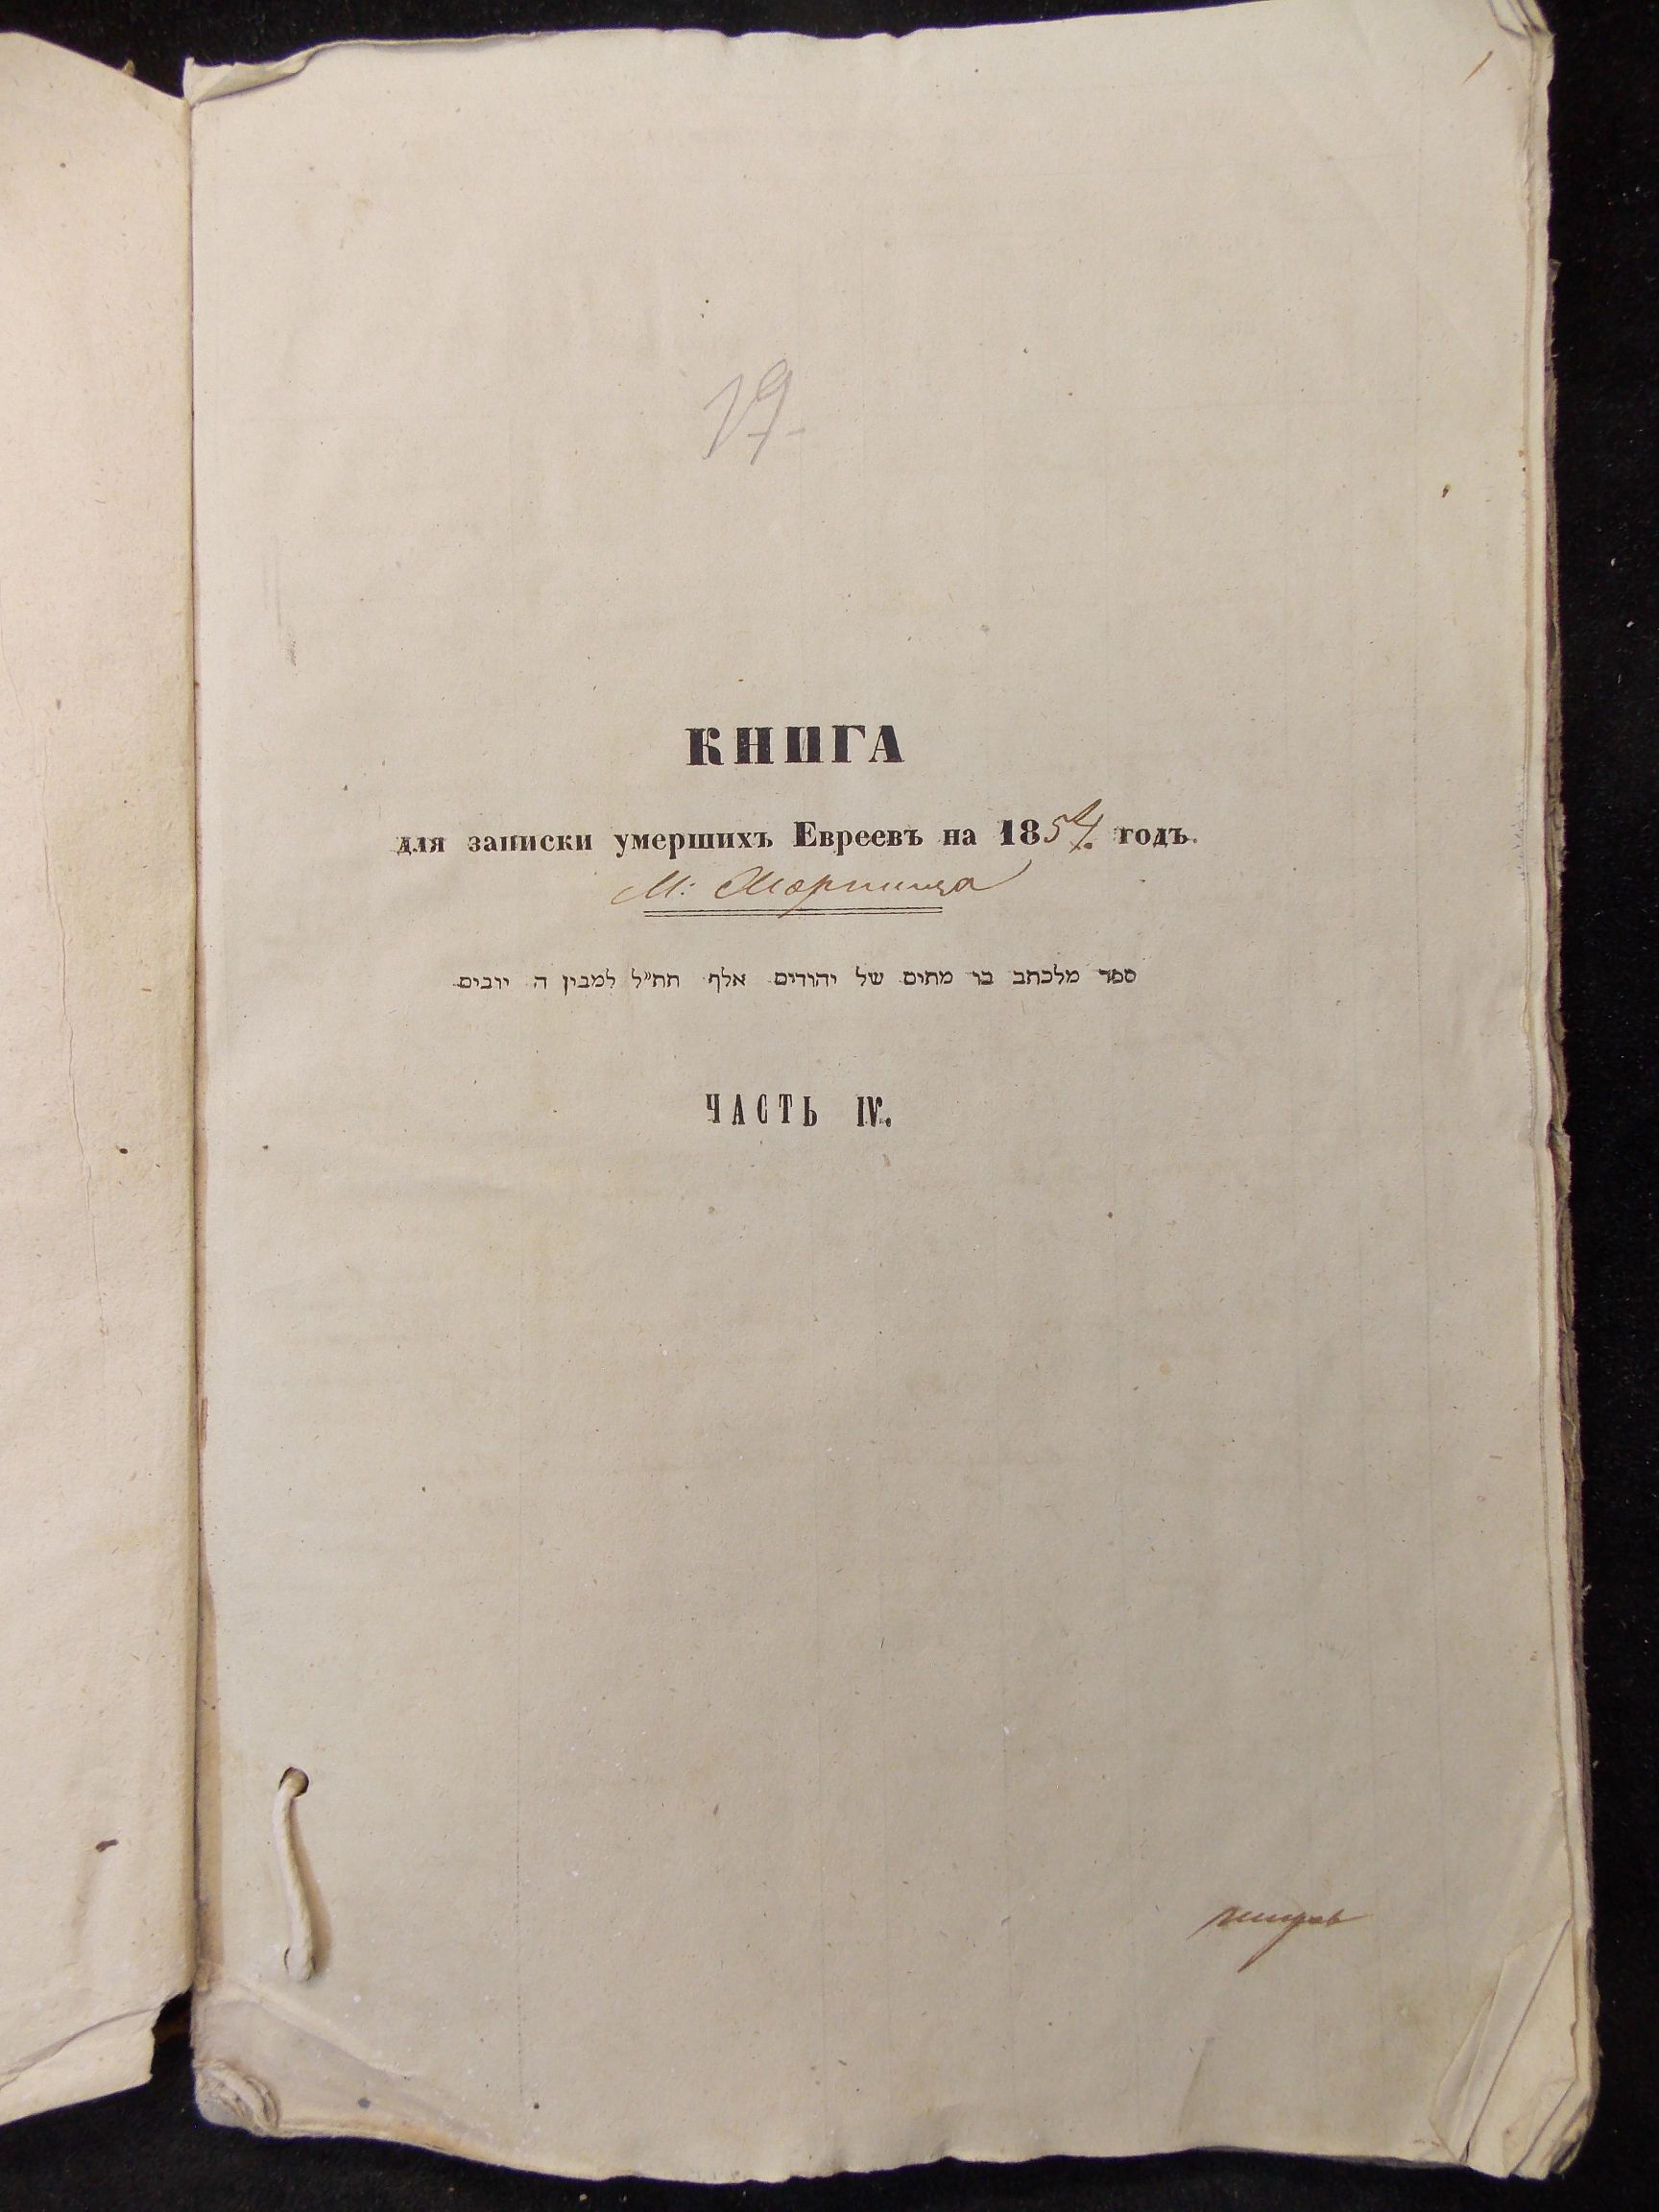 1
19
КНИГА
для записки умершихъ Евреевъ на 1854. годъ.
М:
ספר מלכתב בו מתים של יהודים אלף תת״ל למבין ה יובים
ЧАСТЬ IV.